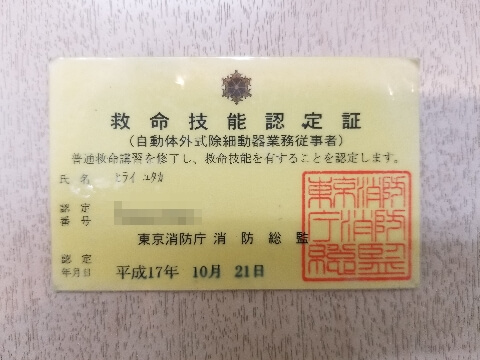 救命技能認定証
（自動体外式除細動器業務従事者）
普通救命講習を修了し、救命技能を有することを認定します。
氏名 ヒライ ユタカ
認定番号
東京消防庁 消防総監
認定年月日 平成17年 10月 21日
東京消防
庁消防
総監